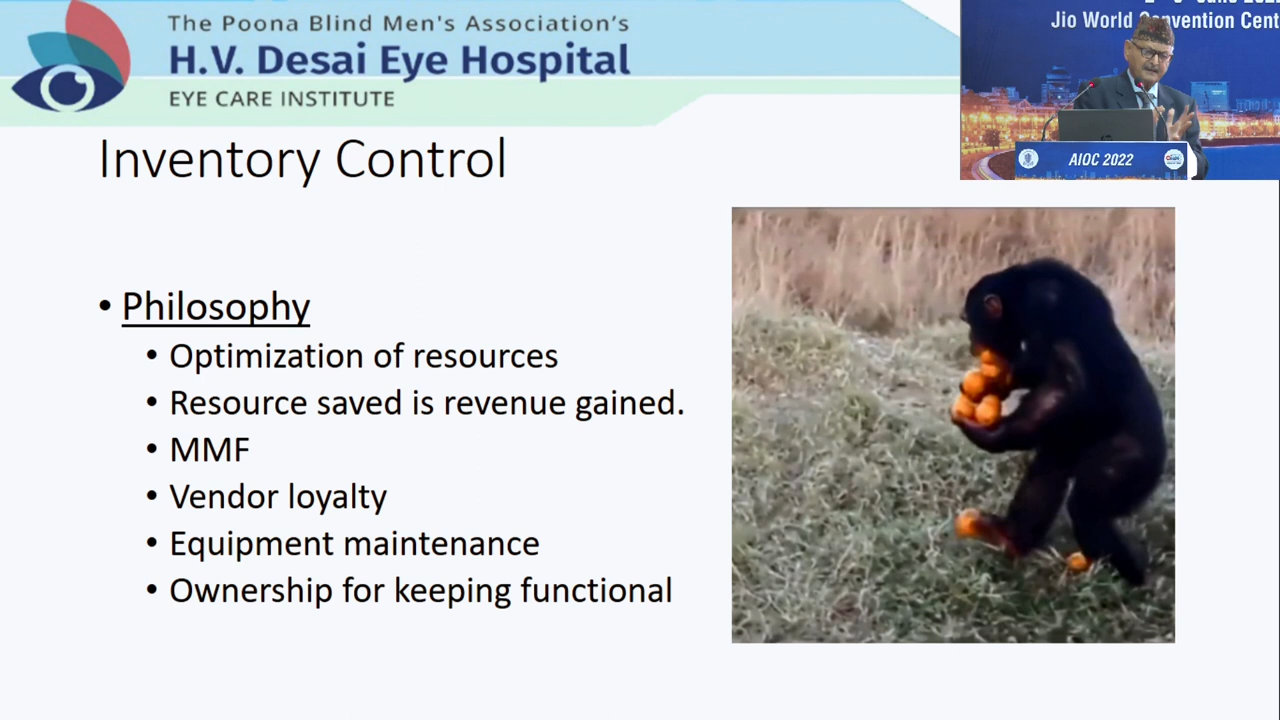 The Poona Blind Men's Association's
H.V. Desai Eye Hospital
EYE CARE INSTITUTE
Jio World Convention Cent
AIOC 2022
Inventory Control
• Philosophy
• Optimization of resources
• Resource saved is revenue gained.
• MMF
• Vendor loyalty
• Equipment maintenance
• Ownership for keeping functional